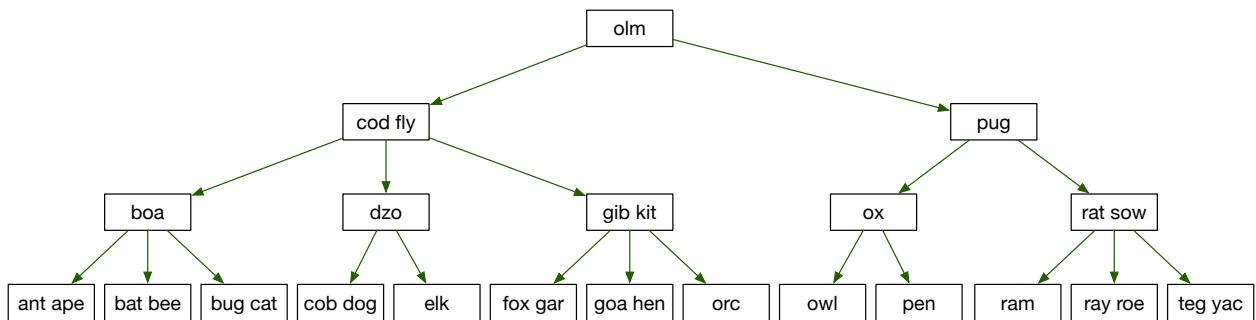 olm
cod fly
pug
boa
dzo
gib kit
ox
rat sow
ant ape
bat bee
bug cat
cob dog
elk
fox gar
goa hen
orc
owl
pen
ram
ray roe
teg yac